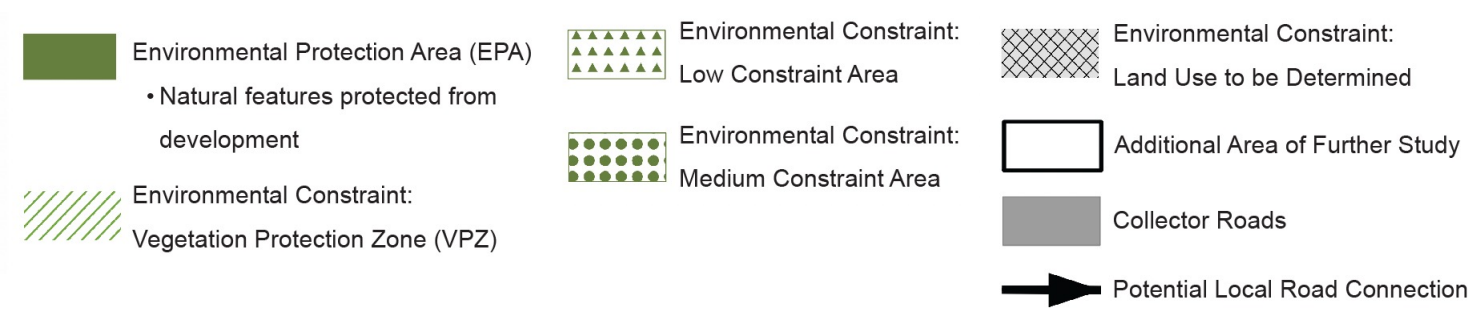 Environmental Protection Area (EPA)
• Natural features protected from
development
Environmental Constraint:
Vegetation Protection Zone (VPZ)
Environmental Constraint:
Low Constraint Area
Environmental Constraint:
Medium Constraint Area
Environmental Constraint:
Land Use to be Determined
Additional Area of Further Study
Collector Roads
Potential Local Road Connection